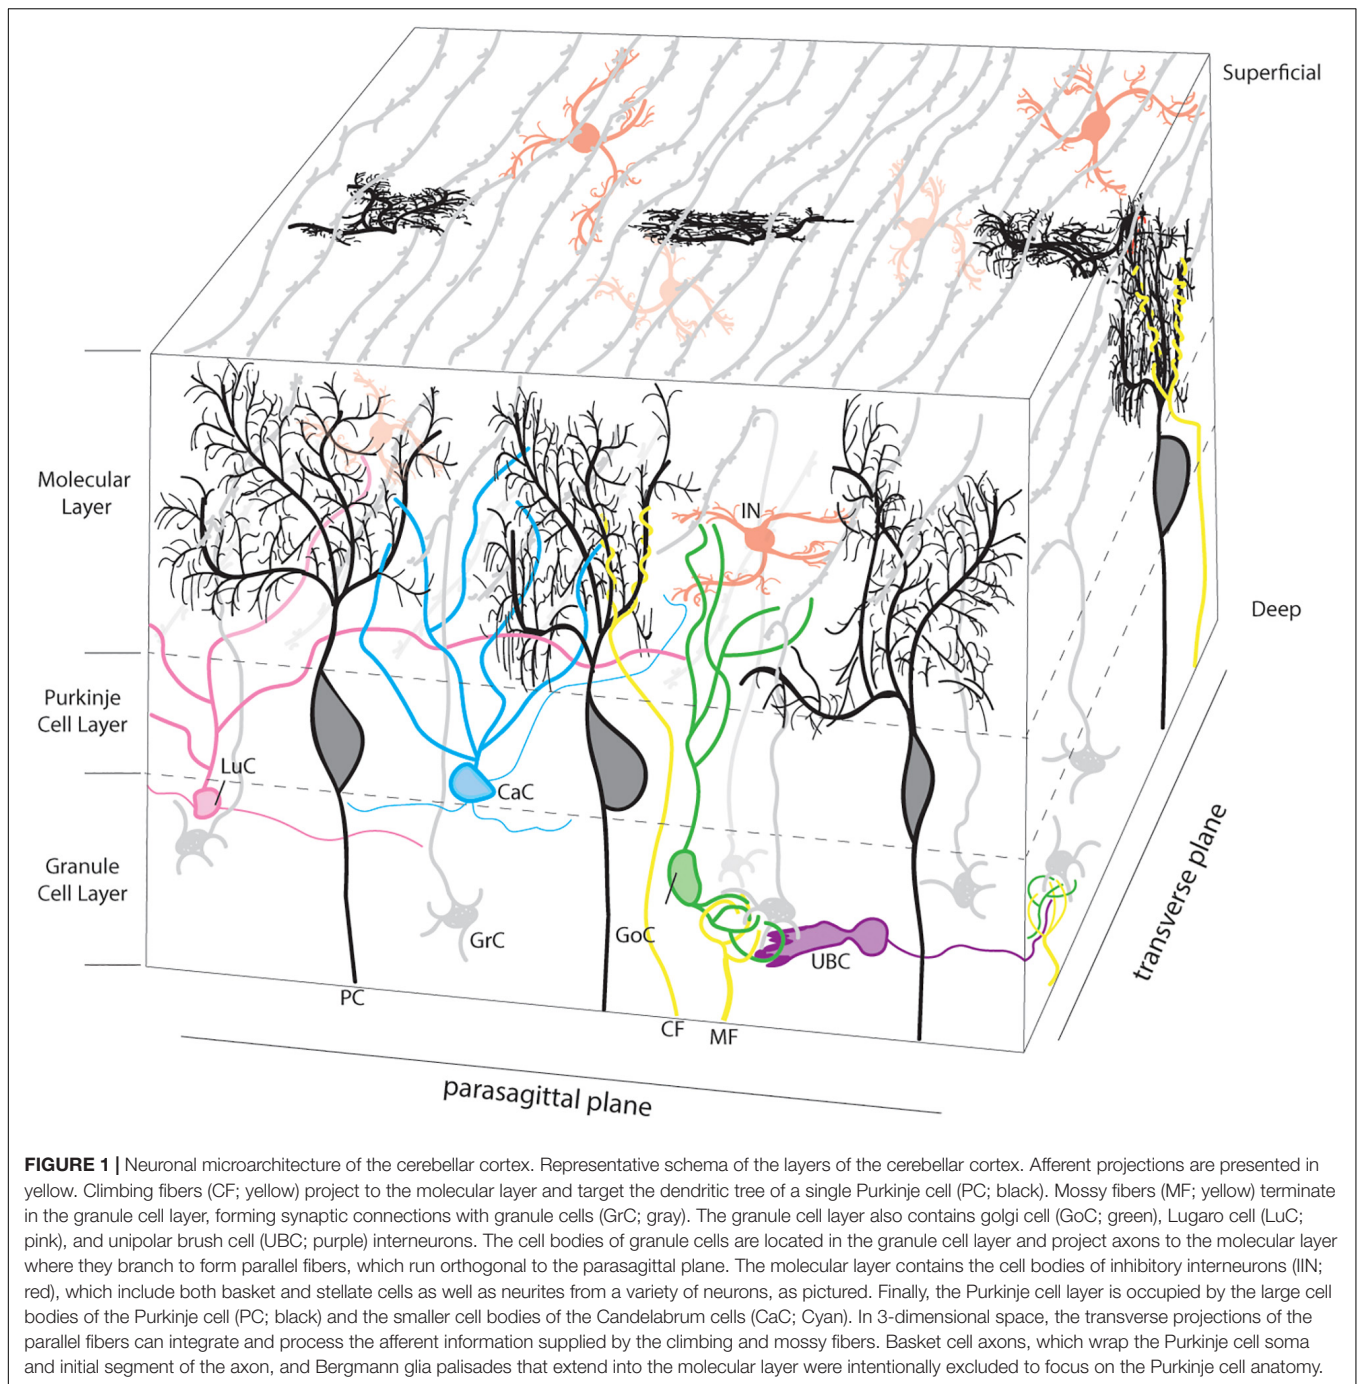 Superficial
Molecular
Layer
IN
Deep
Purkinje
Cell Layer
LuC
CaC
Granule
Cell Layer
GrC
GoC
UBC
transverse plane
PC
CF
MF
parasagittal plane
FIGURE 1 | Neuronal microarchitecture of the cerebellar cortex. Representative schema of the layers of the cerebellar cortex. Afferent projections are presented in
yellow. Climbing fibers (CF; yellow) project to the molecular layer and target the dendritic tree of a single Purkinje cell (PC; black). Mossy fibers (MF; yellow) terminate
in the granule cell layer, forming synaptic connections with granule cells (GrC; gray). The granule cell layer also contains golgi cell (GoC; green), Lugaro cell (LuC;
pink), and unipolar brush cell (UBC; purple) interneurons. The cell bodies of granule cells are located in the granule cell layer and project axons to the molecular layer
where they branch to form parallel fibers, which run orthogonal to the parasagittal plane. The molecular layer contains the cell bodies of inhibitory interneurons (IIN;
red), which include both basket and stellate cells as well as neurites from a variety of neurons, as pictured. Finally, the Purkinje cell layer is occupied by the large cell
bodies of the Purkinje cell (PC; black) and the smaller cell bodies of the Candelabrum cells (CaC; Cyan). In 3-dimensional space, the transverse projections of the
parallel fibers can integrate and process the afferent information supplied by the climbing and mossy fibers. Basket cell axons, which wrap the Purkinje cell soma
and initial segment of the axon, and Bergmann glia palisades that extend into the molecular layer were intentionally excluded to focus on the Purkinje cell anatomy.